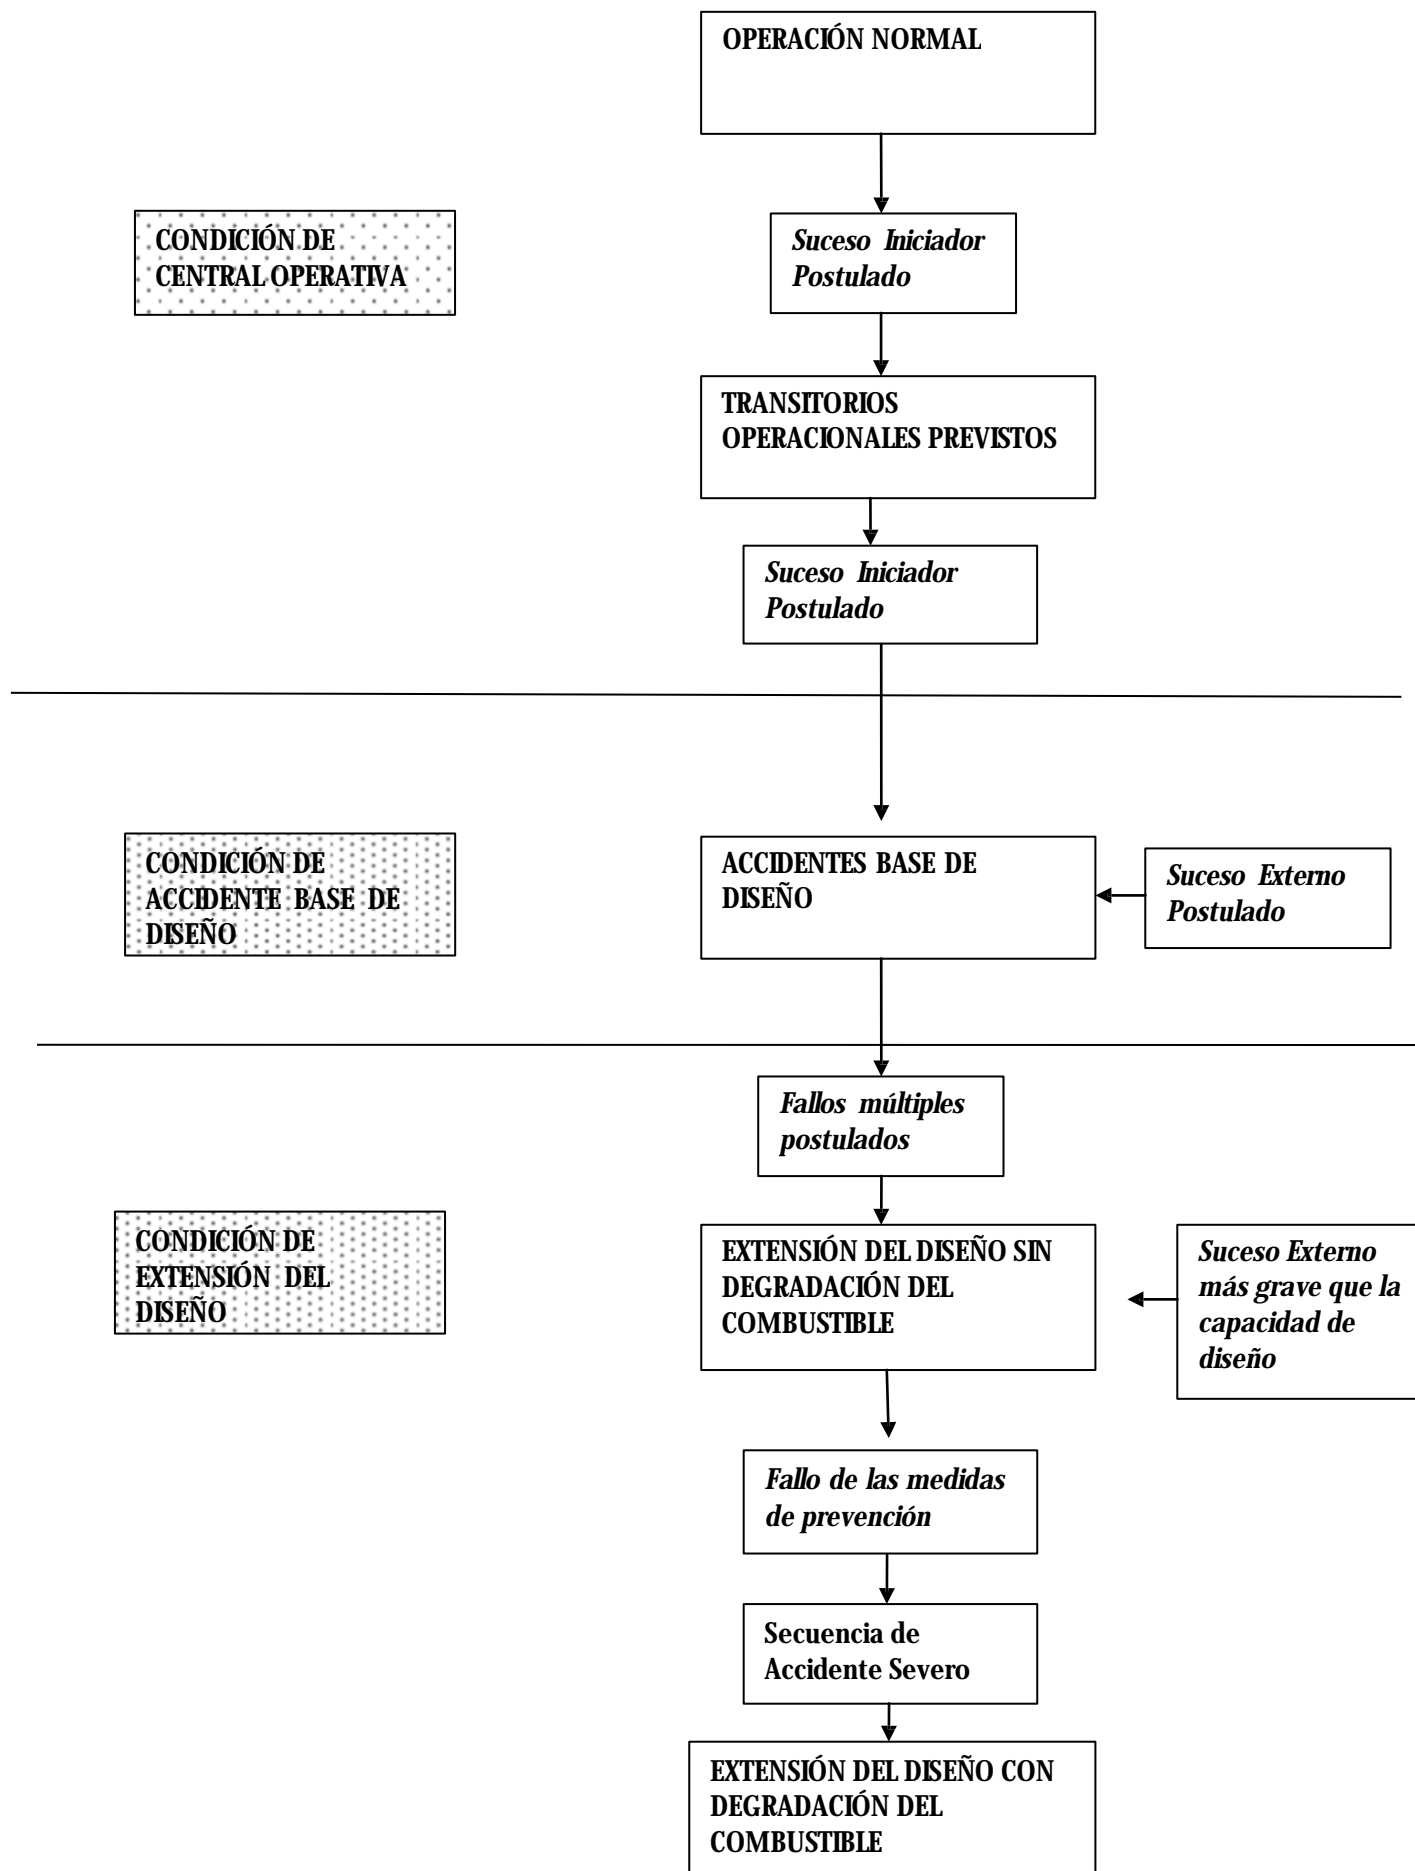 OPERACIÓN NORMAL
CONDICIÓN DE
CENTRAL OPERATIVA
Suceso Iniciador
Postulado
TRANSITORIOS
OPERACIONALES PREVISTOS
Suceso Iniciador
Postulado
CONDICIÓN DE
ACCIDENTE BASE DE
DISEÑO
ACCIDENTES BASE DE
DISEÑO
Suceso Externo
Postulado
Fallos múltiples
postulados
CONDICIÓN DE
EXTENSIÓN DEL
DISEÑO
EXTENSIÓN DEL DISEÑO SIN
DEGRADACIÓN DEL
COMBUSTIBLE
Suceso Externo
más grave que la
capacidad de
diseño
Fallo de las medidas
de prevención
Secuencia de
Accidente Severo
EXTENSIÓN DEL DISEÑO CON
DEGRADACIÓN DEL
COMBUSTIBLE